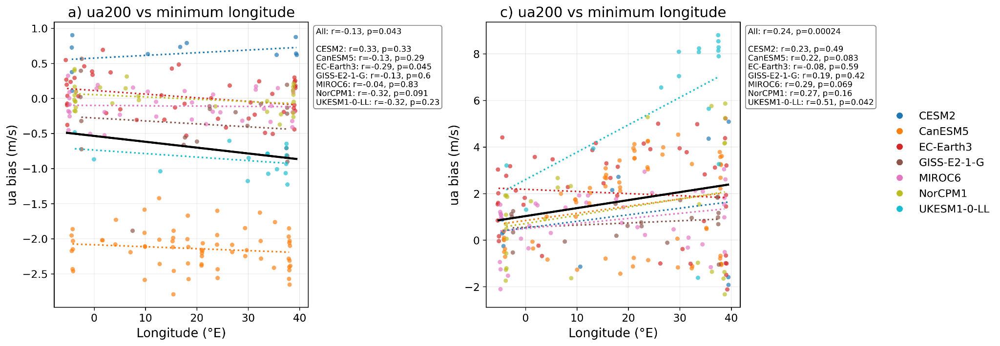 a) ua200 vs minimum longitude
ua bias (m/s)
1.0
0.5
0.0
−0.5
−1.0
−1.5
−2.0
−2.5
0
10
20
30
40
Longitude (°E)
All: r=-0.13, p=0.043
CESM2: r=0.33, p=0.33
CanESM5: r=-0.13, p=0.29
EC-Earth3: r=-0.29, p=0.045
GISS-E2-1-G: r=-0.13, p=0.6
MIROC6: r=-0.04, p=0.83
NorCPM1: r=-0.32, p=0.091
UKESM1-0-LL: r=-0.32, p=0.23
c) ua200 vs minimum longitude
ua bias (m/s)
8
6
4
2
0
−2
0
10
20
30
40
Longitude (°E)
All: r=0.24, p=0.00024
CESM2: r=0.23, p=0.49
CanESM5: r=0.22, p=0.083
EC-Earth3: r=-0.08, p=0.59
GISS-E2-1-G: r=0.19, p=0.42
MIROC6: r=0.29, p=0.069
NorCPM1: r=0.27, p=0.16
UKESM1-0-LL: r=0.51, p=0.042
CESM2
CanESM5
EC-Earth3
GISS-E2-1-G
MIROC6
NorCPM1
UKESM1-0-LL